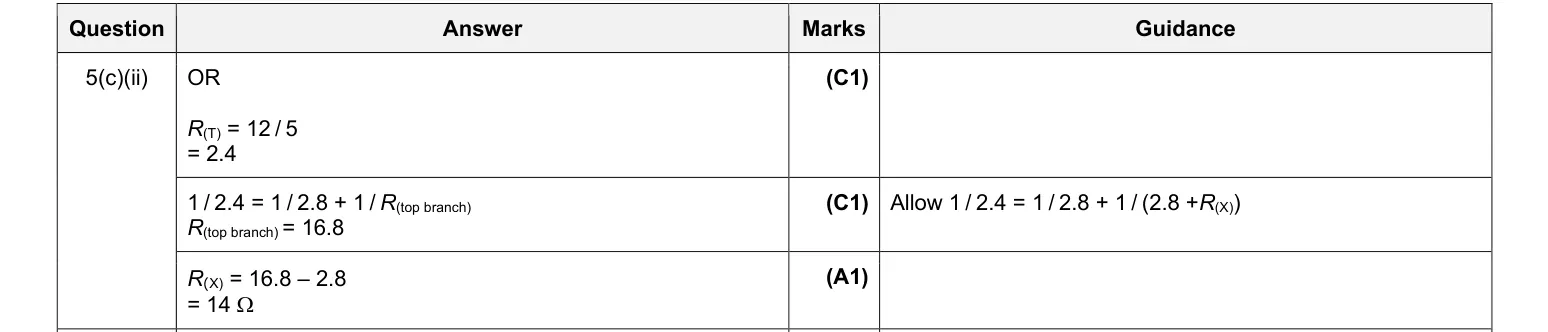 Question Answer Marks Guidance
5(c)(ii) OR (C1)
R(T) = 12 / 5
= 2.4
1 / 2.4 = 1 / 2.8 + 1 / R(top branch) (C1) Allow 1 / 2.4 = 1 / 2.8 + 1 / (2.8 +R(X))
R(top branch) = 16.8
R(X) = 16.8 – 2.8 (A1)
= 14 Ω